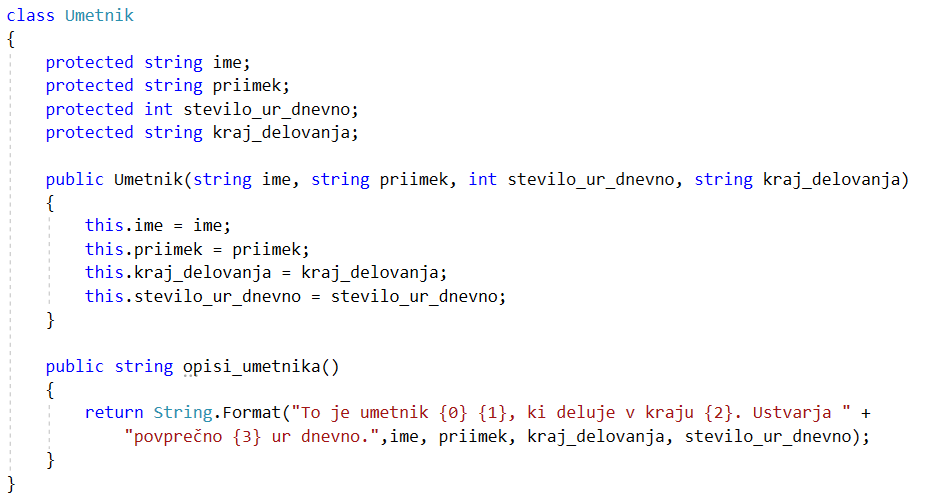 class Umetnik
{
    protected string ime;
    protected string priimek;
    protected int stevilo_ur_dnevno;
    protected string kraj_delovanja;

    public Umetnik(string ime, string priimek, int stevilo_ur_dnevno, string kraj_delovanja)
    {
        this.ime = ime;
        this.priimek = priimek;
        this.kraj_delovanja = kraj_delovanja;
        this.stevilo_ur_dnevno = stevilo_ur_dnevno;
    }

    public string opisi_umetnika()
    {
        return String.Format("To je umetnik {0} {1}, ki deluje v kraju {2}. Ustvarja " +
            "povprečno {3} ur dnevno.",ime, priimek, kraj_delovanja, stevilo_ur_dnevno);
    }
}